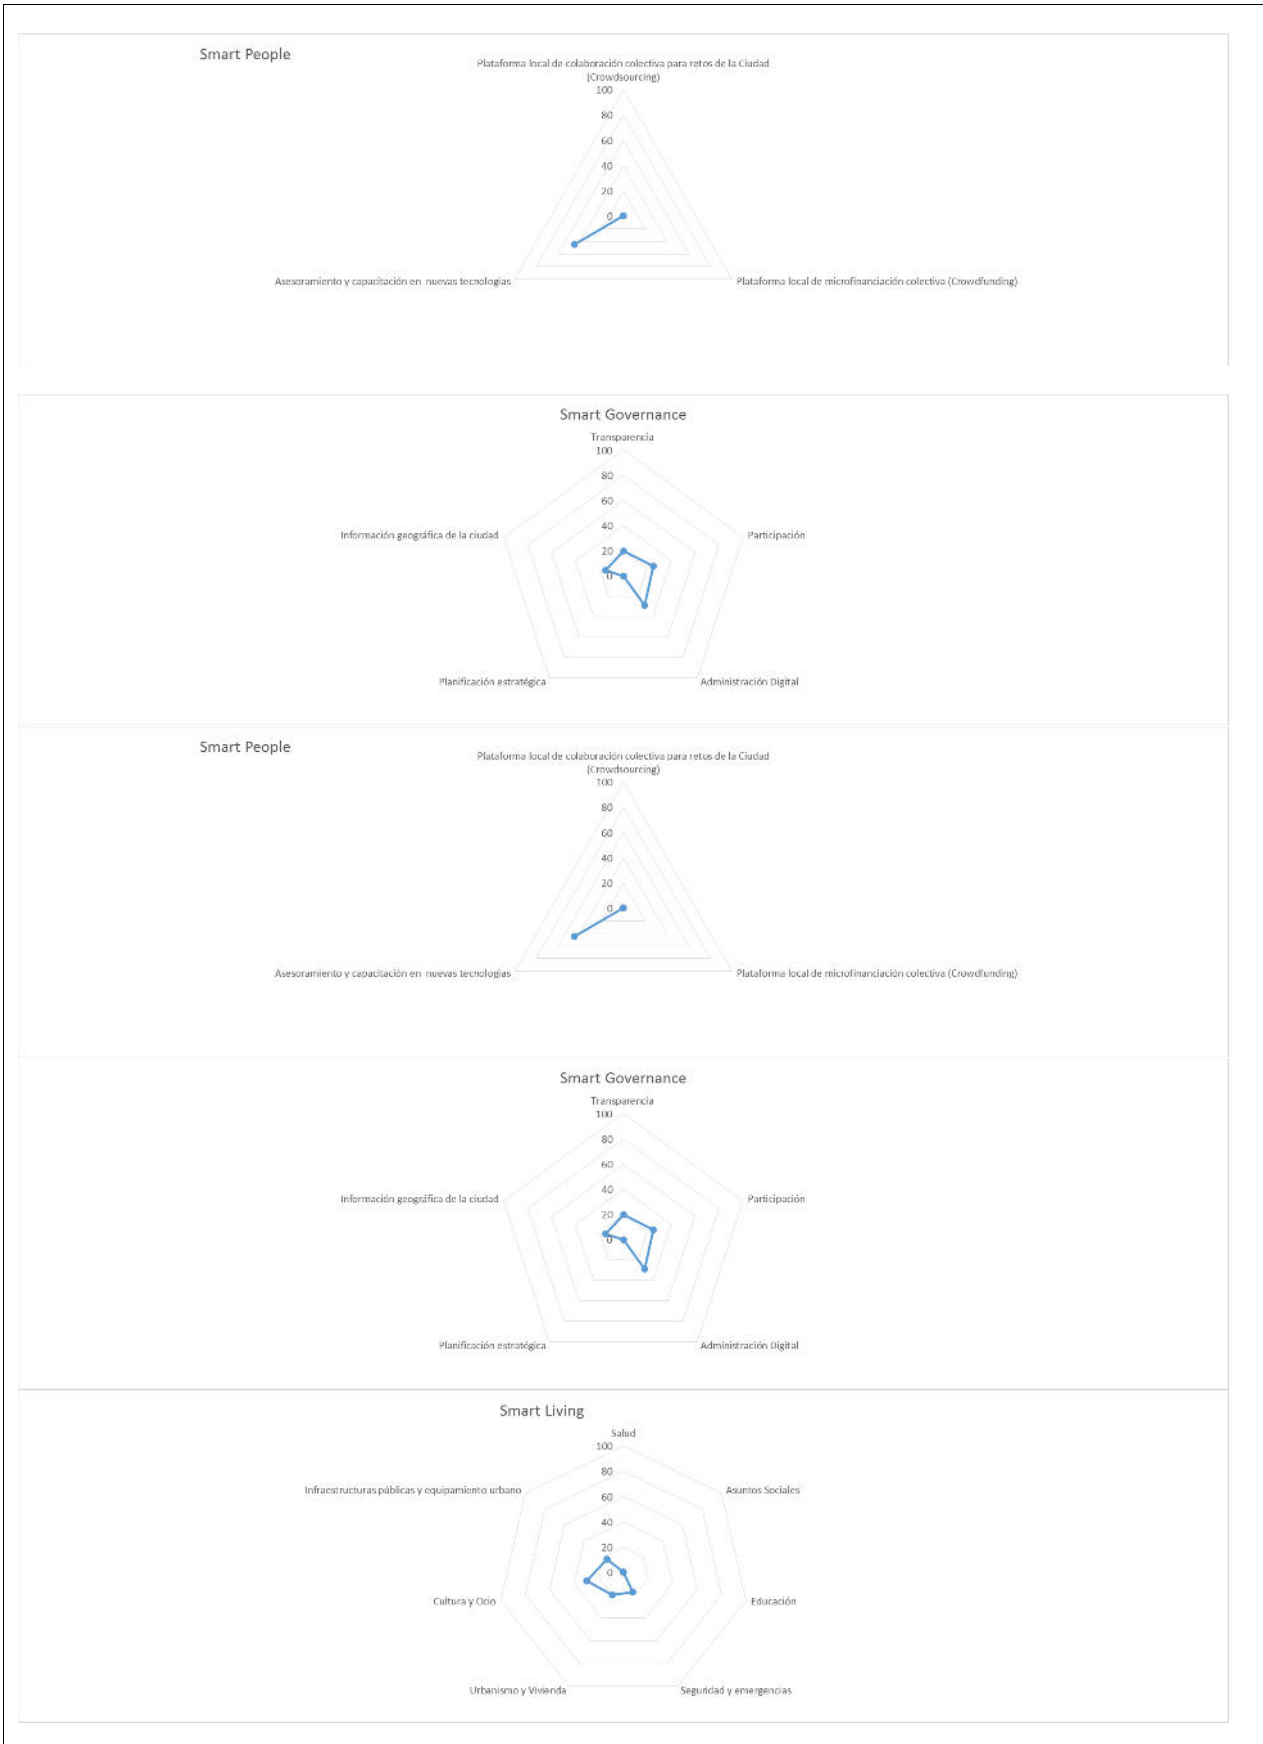 Smart People
Plataforma local de colaboración colectiva para retos de la Ciudad
(Crowdsourcing)
100
80
60
40
20
0
Asesoramiento y capacitación en nuevas tecnologías
Plataforma local de microfinanciación colectiva (Crowdfunding)
Smart Governance
Transparencia
100
80
60
40
20
0
Información geográfica de la ciudad
Participación
Planificación estratégica
Administración Digital
Smart People
Plataforma local de colaboración colectiva para retos de la Ciudad
(Crowdsourcing)
100
80
60
40
20
0
Asesoramiento y capacitación en nuevas tecnologías
Plataforma local de microfinanciación colectiva (Crowdfunding)
Smart Governance
Transparencia
100
80
60
40
20
0
Información geográfica de la ciudad
Participación
Planificación estratégica
Administración Digital
Smart Living
Salud
100
80
60
40
20
0
Infraestructuras públicas y equipamiento urbano
Asuntos Sociales
Cultura y Ocio
Educación
Urbanismo y Vivienda
Seguridad y emergencias